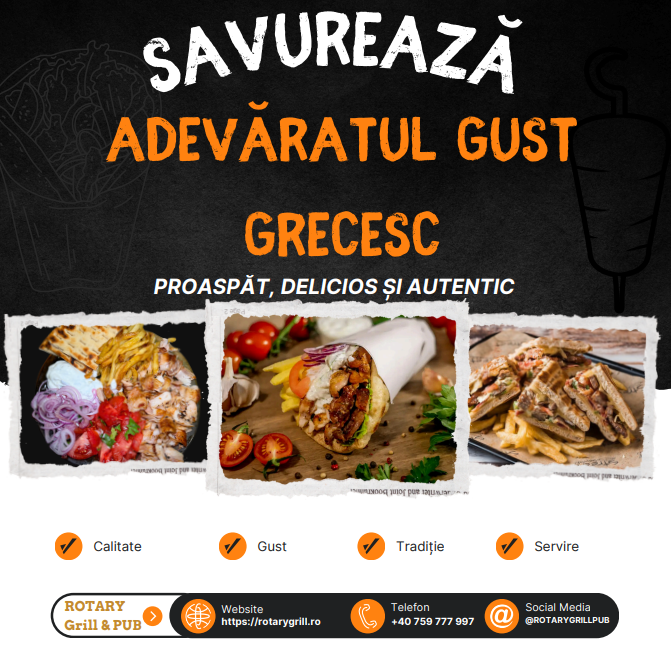 SAVUREAZĂ
ADEVĂRATUL GUST
GRECESC
PROASPĂT, DELICIOS ȘI AUTENTIC
Calitate
Gust
Tradiție
Servire
ROTARY
Grill & PUB
Website
https://rotarygrill.ro
Telefon
+40 759 777 997
Social Media
@ROTARYGRILLPUB